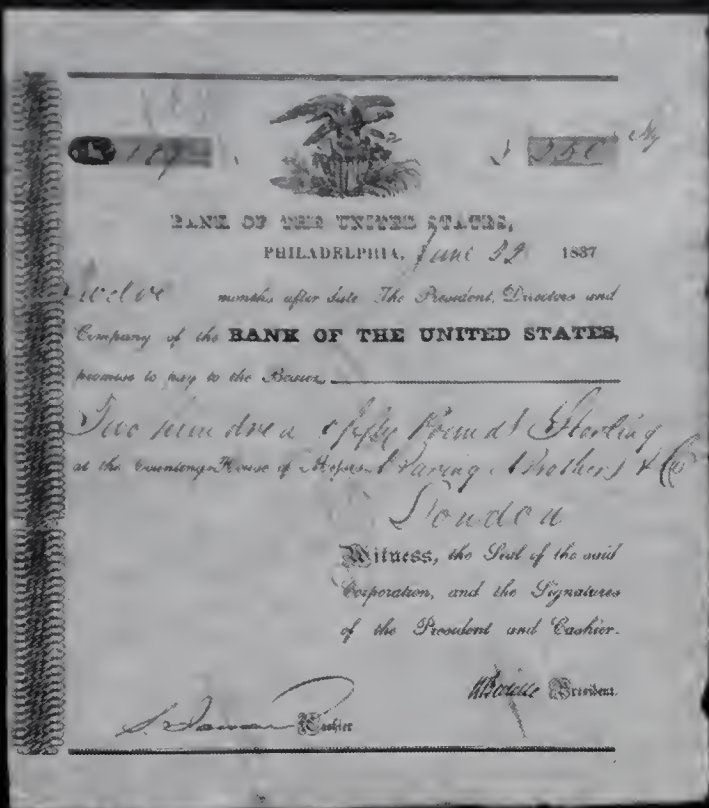 BANK OF THE UNITED STATES,
PHILADELPHIA, June 1837
Twelve months after date The President, Directors and
Company of the BANK OF THE UNITED STATES,
promise to pay to the Bearer,
Two hundred & fifty Pounds Sterling
at the Counting-House of Messrs. Baring Brothers & Co
London
Witness, the Seal of the said
Corporation, and the Signatures
of the President and Cashier.
N Biddle President.
Cashier